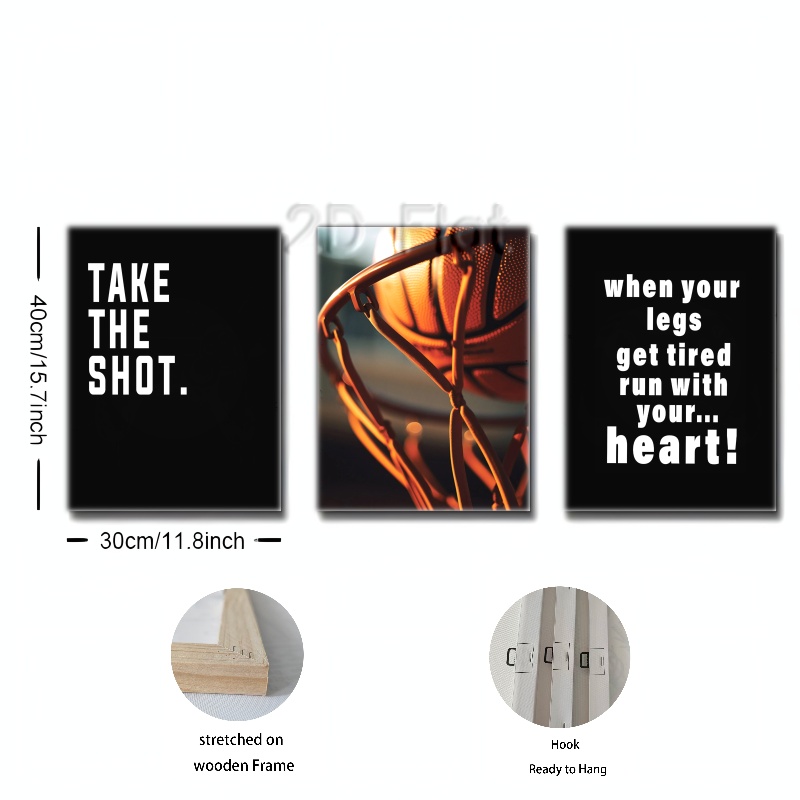 2D Flat
TAKE
THE
SHOT.
when your
legs
get tired
run with
your...
heart!
40cm/15.7inch
30cm/11.8inch
stretched on
wooden Frame
Hook
Ready to Hang